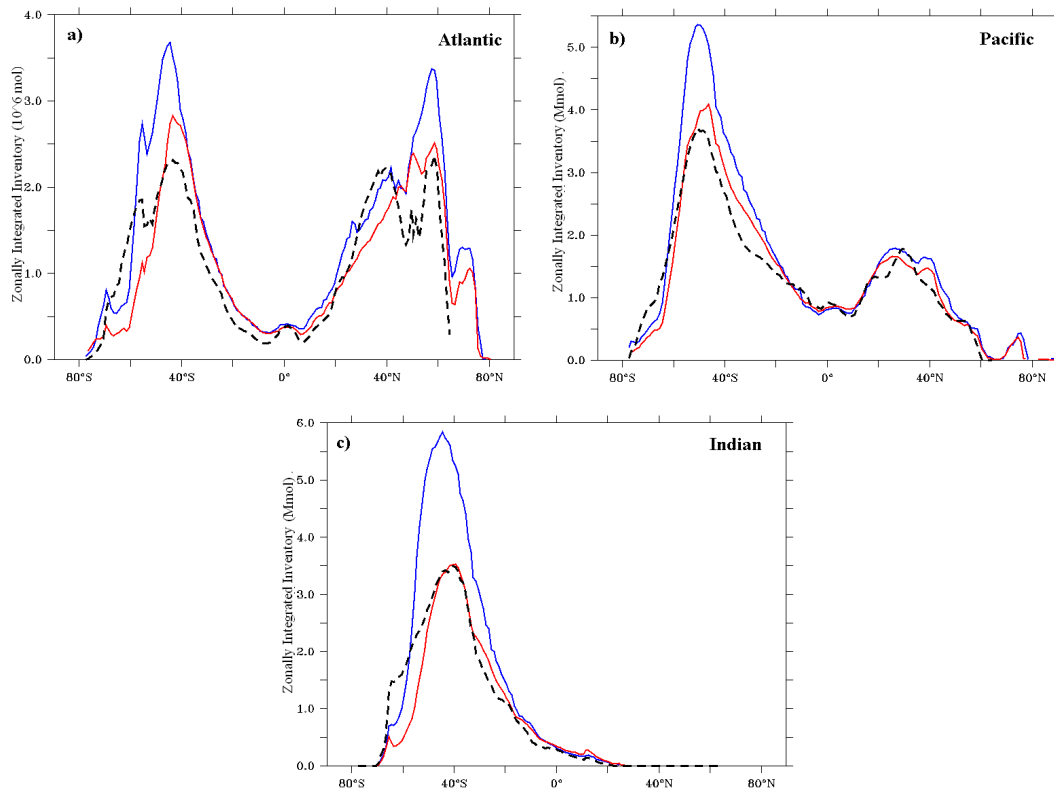 a)
Atlantic
Zonally Integrated Inventory (10^6 mol)
4.0
3.0
2.0
1.0
0.0
80°S
40°S
0°
40°N
80°N
b)
Pacific
Zonally Integrated Inventory (Mmol) .
5.0
4.0
3.0
2.0
1.0
0.0
80°S
40°S
0°
40°N
80°N
c)
Indian
Zonally Integrated Inventory (Mmol) .
6.0
5.0
4.0
3.0
2.0
1.0
0.0
80°S
40°S
0°
40°N
80°N